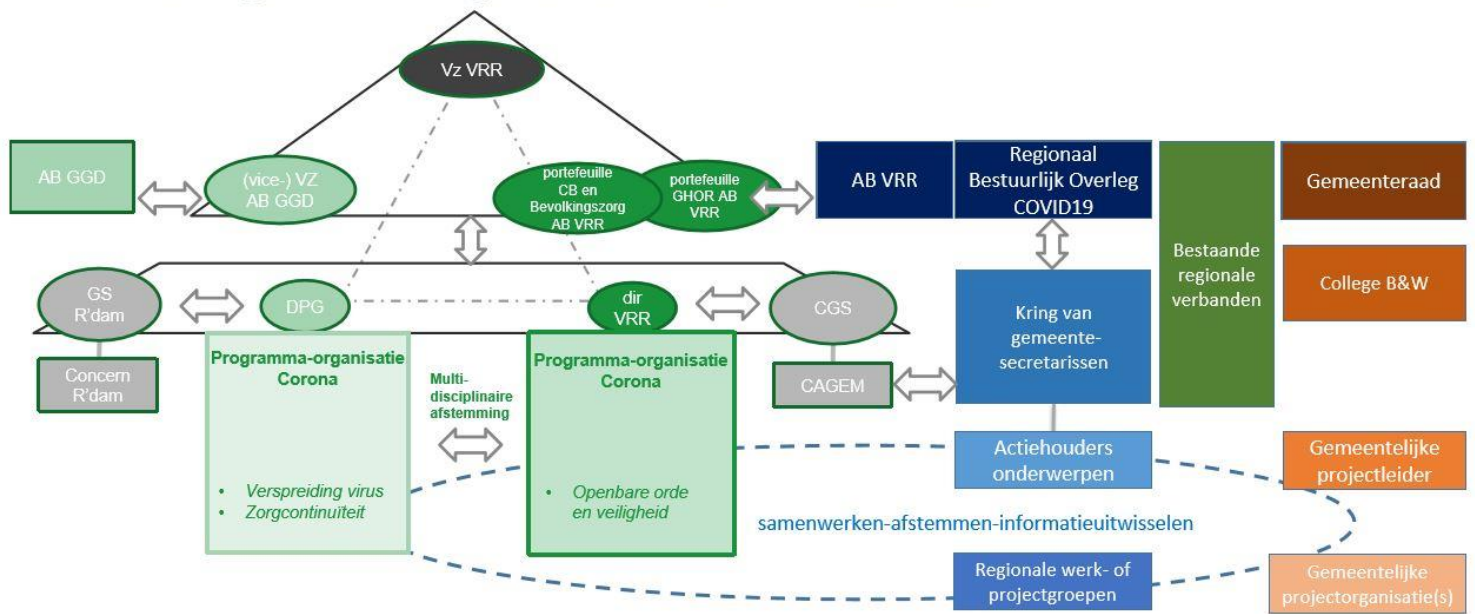 Vz VRR
AB GGD
(vice-) VZ
AB GGD
portefeuille
CB en
Bevolkingszorg
AB VRR
portefeuille
GHOR AB
VRR
AB VRR
Regionaal
Bestuurlijk Overleg
COVID19
Gemeenteraad
Bestaande
regionale
verbanden
College B&W
GS
R'dam
DPG
dir
VRR
CGS
Kring van
gemeente-
secretarissen
Concern
R'dam
Programma-organisatie
Corona
Multi-
disciplinaire
afstemming
Programma-organisatie
Corona
CAGEM
• Verspreiding virus
• Zorgcontinuïteit
• Openbare orde
en veiligheid
Actiehouders
onderwerpen
Gemeentelijke
projectleider
samenwerken-afstemmen-informatieuitwisselen
Regionale werk- of
projectgroepen
Gemeentelijke
projectorganisatie(s)